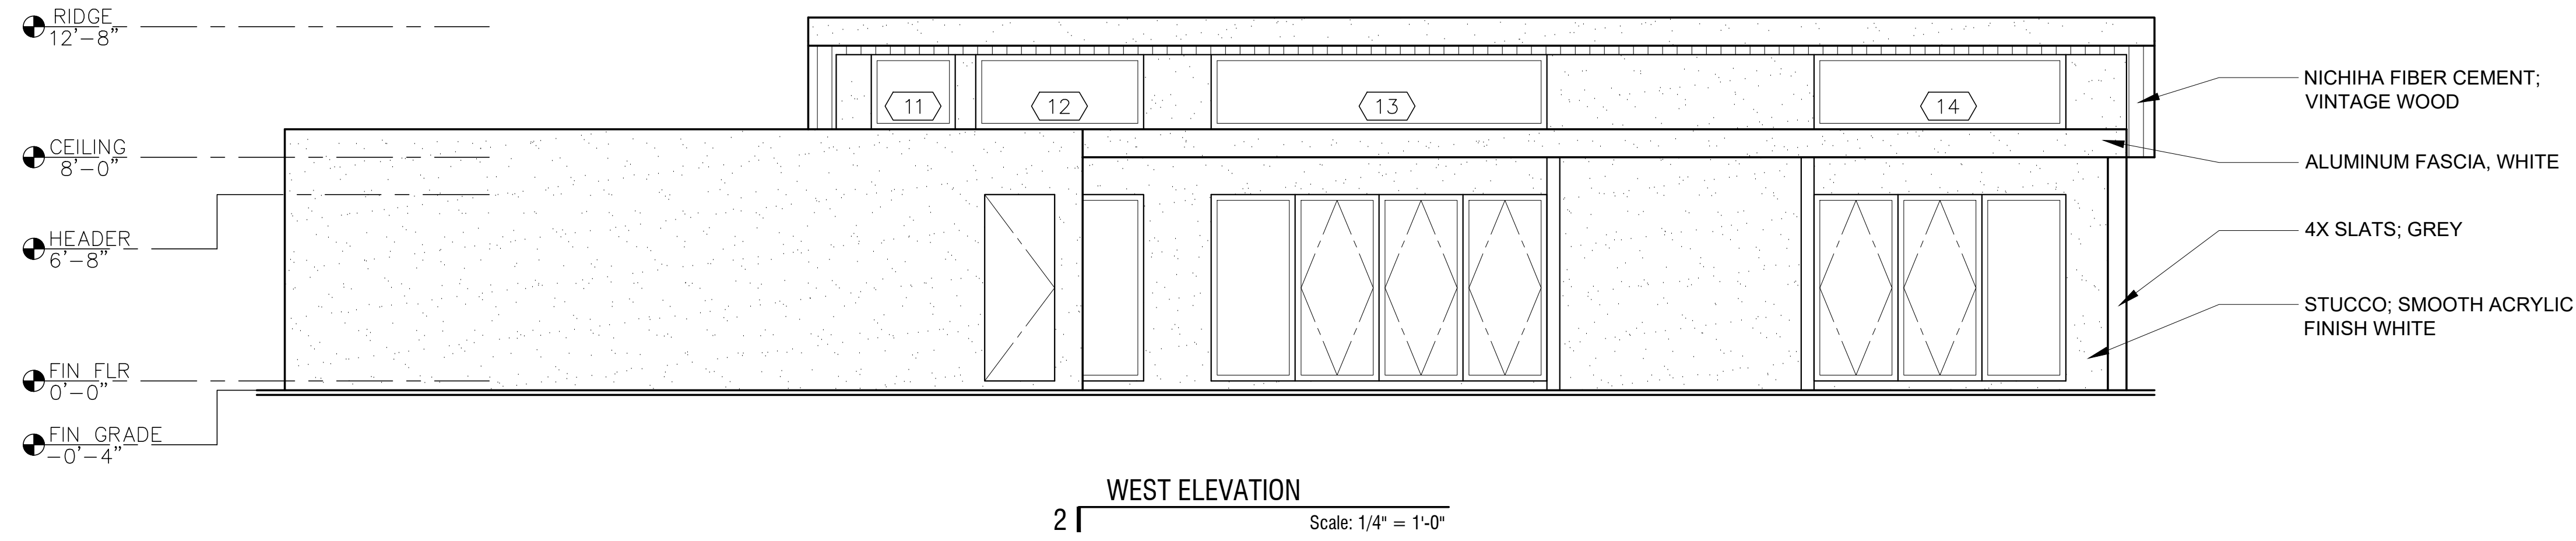 RIDGE
12'-8"
CEILING
8'-0"
HEADER
6'-8"
FIN FLR
0'-0"
FIN GRADE
-0'-4"
11
12
13
14
NICHIHA FIBER CEMENT;
VINTAGE WOOD
ALUMINUM FASCIA, WHITE
4X SLATS; GREY
STUCCO; SMOOTH ACRYLIC
FINISH WHITE
WEST ELEVATION
2
Scale: 1/4" = 1'-0"